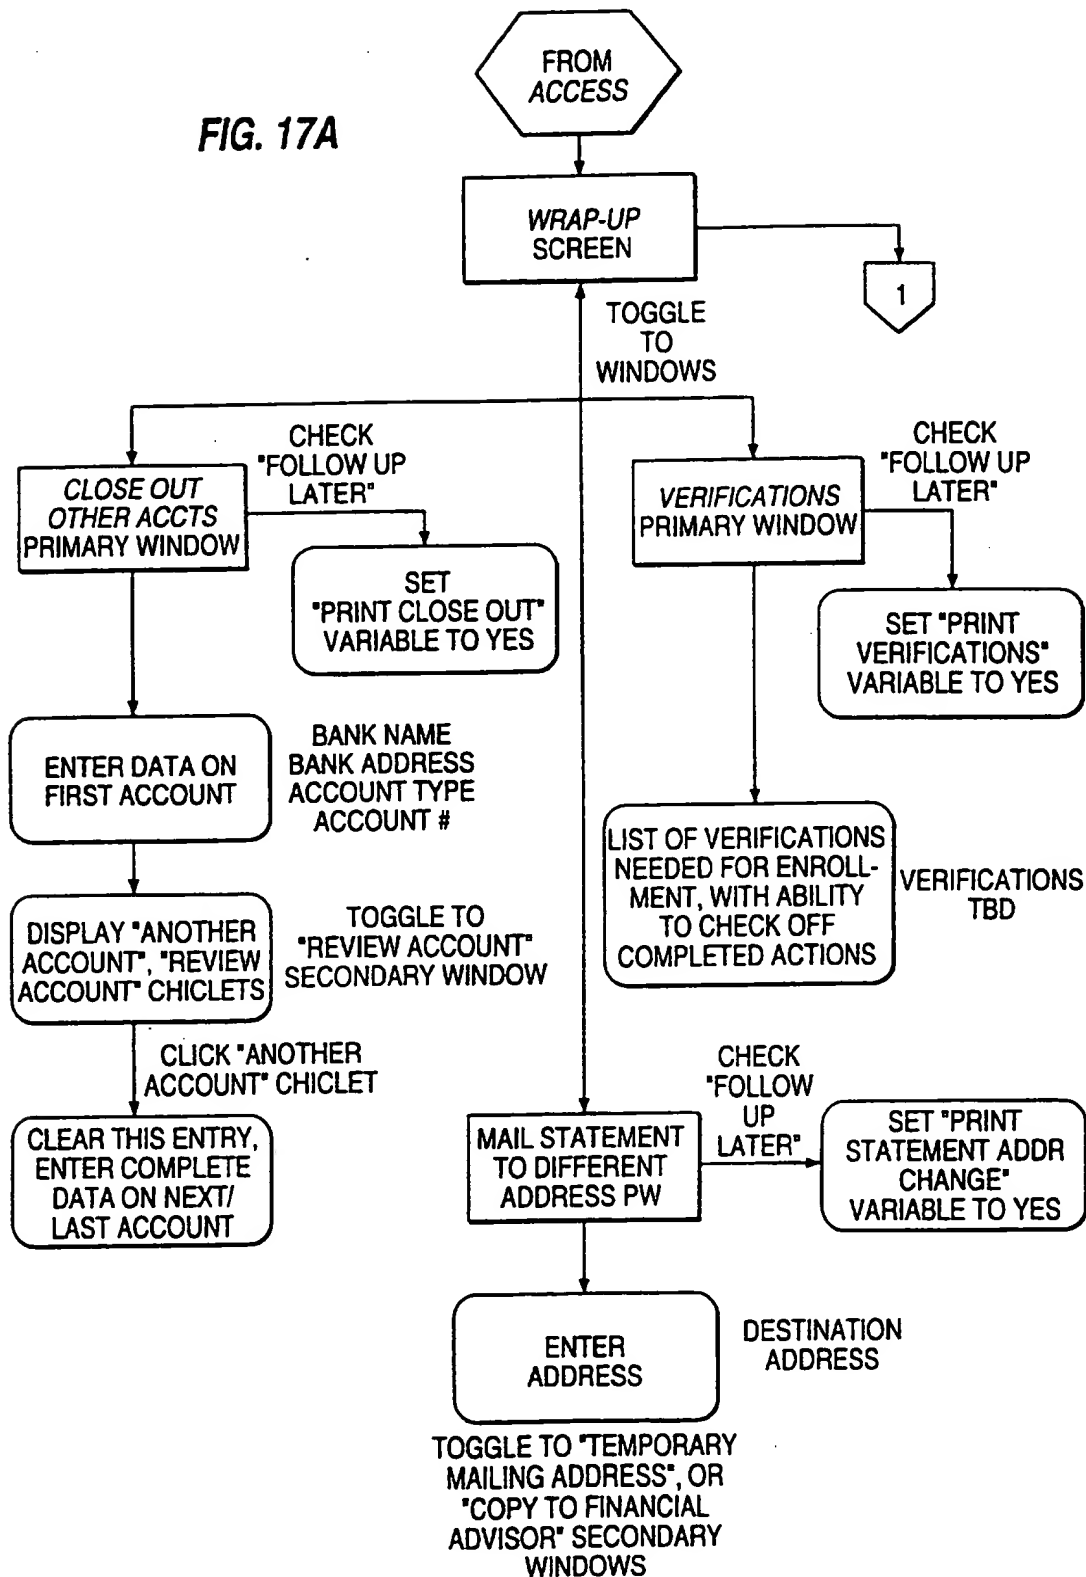 FROM
ACCESS
FIG. 17A
WRAP-UP
SCREEN
1
TOGGLE
TO
WINDOWS
CHECK
"FOLLOW UP
LATER"
CLOSE OUT
OTHER ACCTS
PRIMARY WINDOW
SET
"PRINT CLOSE OUT"
VARIABLE TO YES
CHECK
"FOLLOW UP
LATER"
VERIFICATIONS
PRIMARY WINDOW
SET "PRINT
VERIFICATIONS"
VARIABLE TO YES
ENTER DATA ON
FIRST ACCOUNT
BANK NAME
BANK ADDRESS
ACCOUNT TYPE
ACCOUNT #
LIST OF VERIFICATIONS
NEEDED FOR ENROLL-
MENT, WITH ABILITY
TO CHECK OFF
COMPLETED ACTIONS
VERIFICATIONS
TBD
DISPLAY "ANOTHER
ACCOUNT", "REVIEW
ACCOUNT" CHICLETS
TOGGLE TO
"REVIEW ACCOUNT"
SECONDARY WINDOW
CLICK "ANOTHER
ACCOUNT" CHICLET
CLEAR THIS ENTRY,
ENTER COMPLETE
DATA ON NEXT/
LAST ACCOUNT
MAIL STATEMENT
TO DIFFERENT
ADDRESS PW
CHECK
"FOLLOW
UP
LATER"
SET "PRINT
STATEMENT ADDR
CHANGE"
VARIABLE TO YES
ENTER
ADDRESS
DESTINATION
ADDRESS
TOGGLE TO "TEMPORARY
MAILING ADDRESS", OR
"COPY TO FINANCIAL
ADVISOR" SECONDARY
WINDOWS